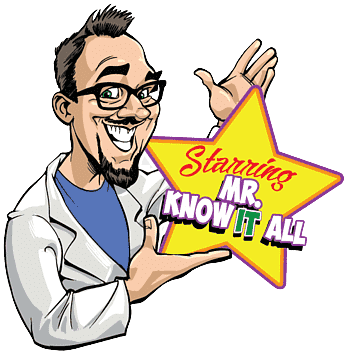 Starring
MR.
KNOW IT ALL